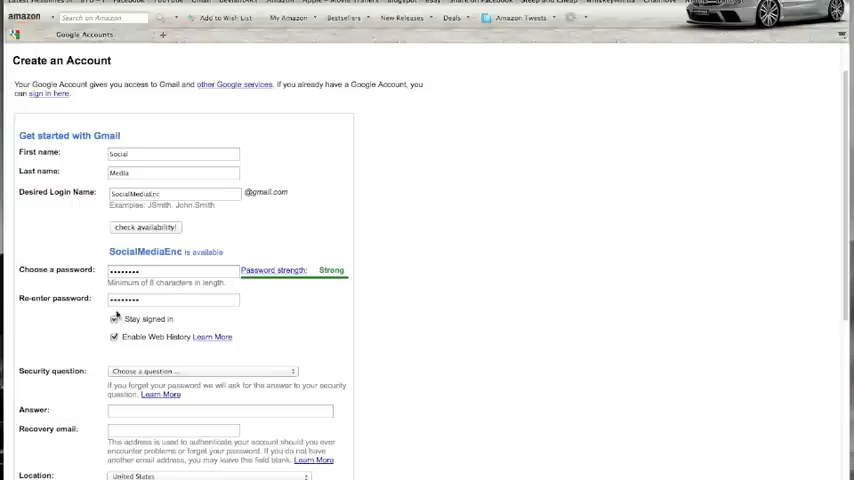 amazon Search on Amazon Add to Wish List My Amazon Bestsellers New Releases Deals Amazon Tweets
Google Accounts
Create an Account
Your Google Account gives you access to Gmail and other Google services. If you already have a Google Account, you
can sign in here.
Get started with Gmail
First name: Social
Last name: Media
Desired Login Name: SocialMediaEnc @gmail.com
Examples: JSmith, John.Smith
check availability!
SocialMediaEnc is available
Choose a password: •••••••• Password strength: Strong
Minimum of 8 characters in length.
Re-enter password: ••••••••
Stay signed in
Enable Web History Learn More
Security question: Choose a question ...
If you forget your password we will ask for the answer to your security
question. Learn More
Answer:
Recovery email:
This address is used to authenticate your account should you ever
encounter problems or forget your password. If you do not have
another email address, you may leave this field blank. Learn More
Location: United States